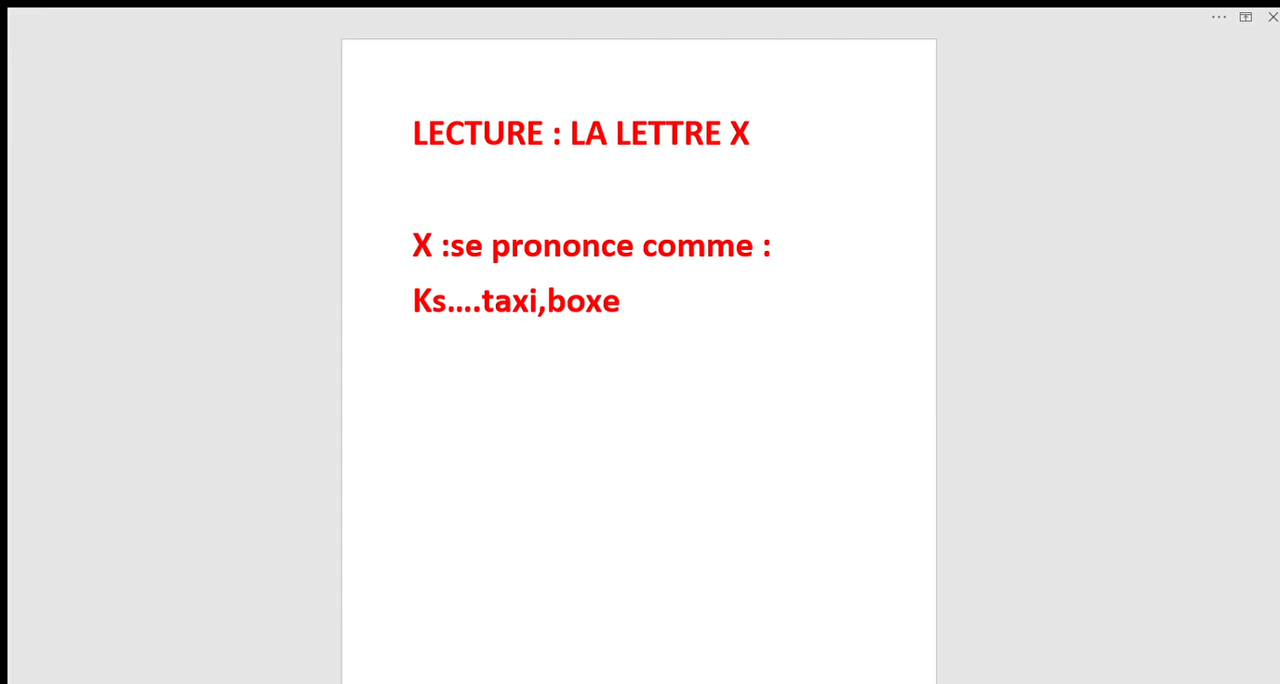 LECTURE : LA LETTRE X
X :se prononce comme :
Ks....taxi,boxe